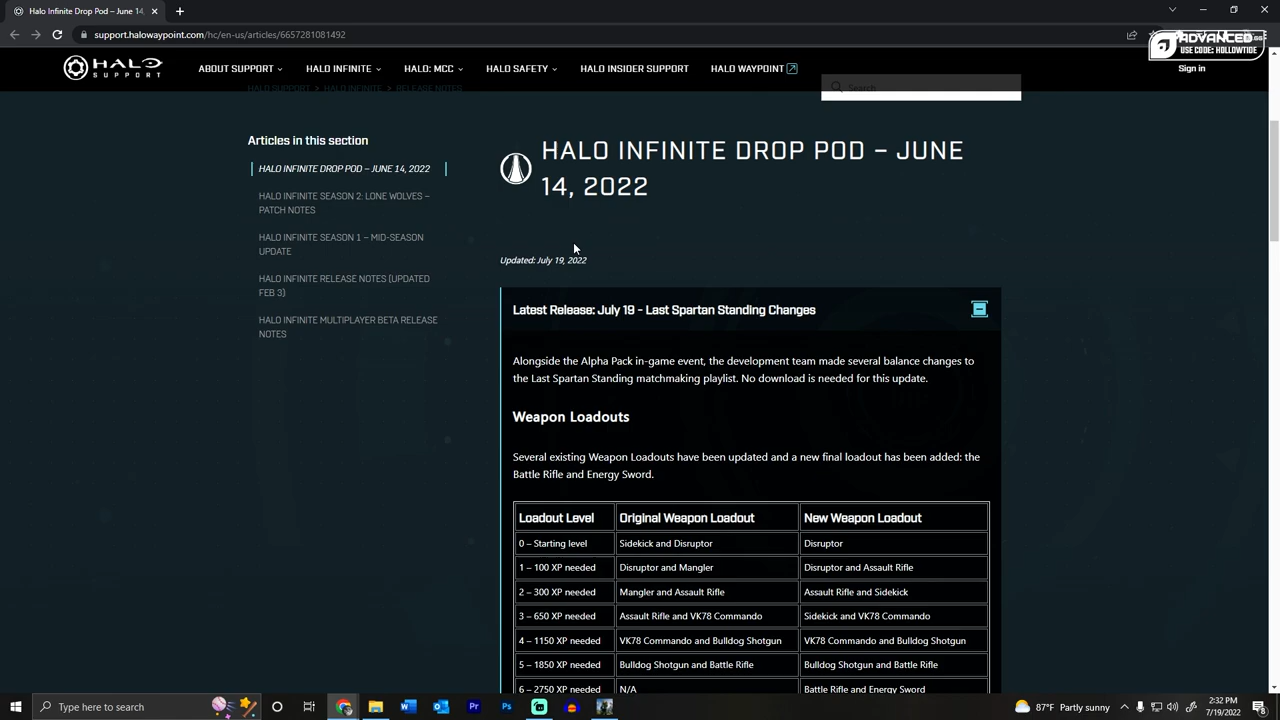 Halo Infinite Drop Pod – June 14,
support.halowaypoint.com/hc/en-us/articles/6657281081492
ADVANCED.GG
USE CODE: HOLLOWTIDE
HALO
SUPPORT
ABOUT SUPPORT
HALO INFINITE
HALO: MCC
HALO SAFETY
HALO INSIDER SUPPORT
HALO WAYPOINT
Sign in
HALO SUPPORT > HALO INFINITE > RELEASE NOTES
Search
Articles in this section
HALO INFINITE DROP POD – JUNE 14, 2022
HALO INFINITE SEASON 2: LONE WOLVES –
PATCH NOTES
HALO INFINITE SEASON 1 – MID-SEASON
UPDATE
HALO INFINITE RELEASE NOTES (UPDATED
FEB 3)
HALO INFINITE MULTIPLAYER BETA RELEASE
NOTES
HALO INFINITE DROP POD – JUNE
14, 2022
Updated: July 19, 2022
Latest Release: July 19 - Last Spartan Standing Changes
Alongside the Alpha Pack in-game event, the development team made several balance changes to
the Last Spartan Standing matchmaking playlist. No download is needed for this update.
Weapon Loadouts
Several existing Weapon Loadouts have been updated and a new final loadout has been added: the
Battle Rifle and Energy Sword.
Loadout Level Original Weapon Loadout New Weapon Loadout
0 – Starting level Sidekick and Disruptor Disruptor
1 – 100 XP needed Disruptor and Mangler Disruptor and Assault Rifle
2 – 300 XP needed Mangler and Assault Rifle Assault Rifle and Sidekick
3 – 650 XP needed Assault Rifle and VK78 Commando Sidekick and VK78 Commando
4 – 1150 XP needed VK78 Commando and Bulldog Shotgun VK78 Commando and Bulldog Shotgun
5 – 1850 XP needed Bulldog Shotgun and Battle Rifle Bulldog Shotgun and Battle Rifle
6 – 2750 XP needed N/A Battle Rifle and Energy Sword
Type here to search
87°F Partly sunny
2:32 PM
7/19/2022